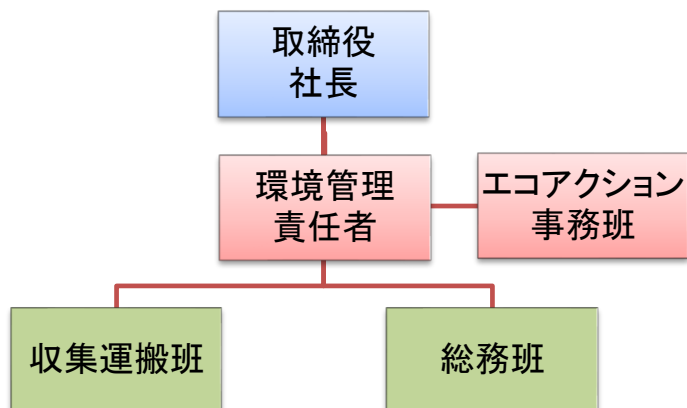 取締役
社長
環境管理
責任者
エコアクション
事務班
収集運搬班
総務班